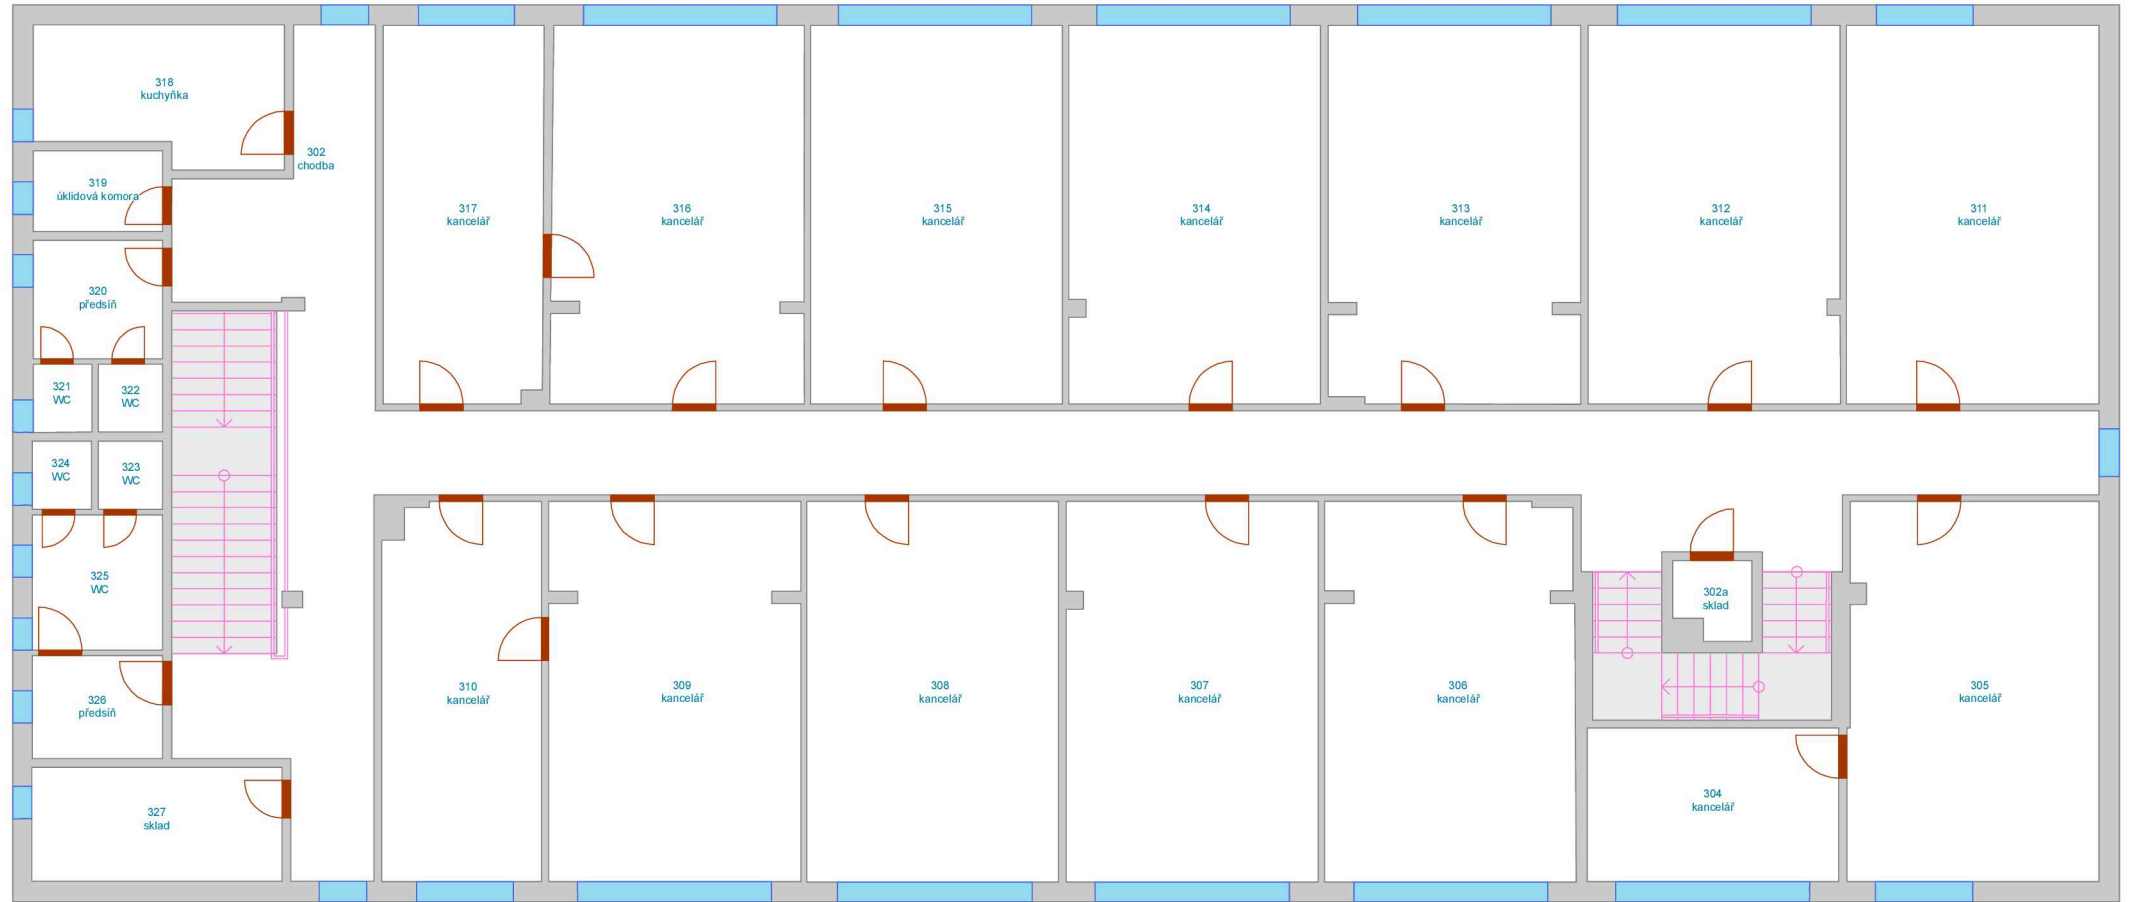 318
kuchyňka
302
chodba
319
úklidová komora
317
kancelář
316
kancelář
315
kancelář
314
kancelář
313
kancelář
312
kancelář
311
kancelář
320
předsíň
321
WC
322
WC
324
WC
323
WC
325
WC
326
předsíň
327
sklad
310
kancelář
309
kancelář
308
kancelář
307
kancelář
306
kancelář
302a
sklad
305
kancelář
304
kancelář